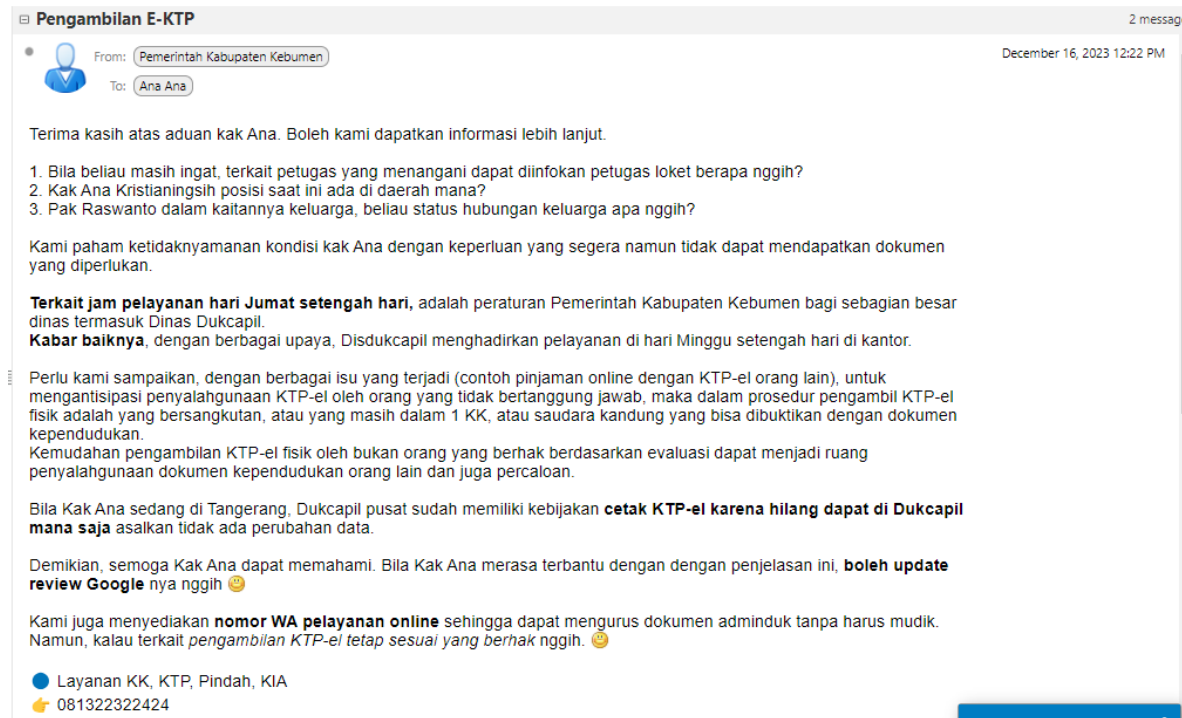 Pengambilan E-KTP
2 messag
From: Pemerintah Kabupaten Kebumen
December 16, 2023 12:22 PM
To: Ana Ana
Terima kasih atas aduan kak Ana. Boleh kami dapatkan informasi lebih lanjut.
1. Bila beliau masih ingat, terkait petugas yang menangani dapat diinfokan petugas loket berapa nggih?
2. Kak Ana Kristianingsih posisi saat ini ada di daerah mana?
3. Pak Raswanto dalam kaitannya keluarga, beliau status hubungan keluarga apa nggih?
Kami paham ketidaknyamanan kondisi kak Ana dengan keperluan yang segera namun tidak dapat mendapatkan dokumen
yang diperlukan.
Terkait jam pelayanan hari Jumat setengah hari, adalah peraturan Pemerintah Kabupaten Kebumen bagi sebagian besar
dinas termasuk Dinas Dukcapil.
Kabar baiknya, dengan berbagai upaya, Disdukcapil menghadirkan pelayanan di hari Minggu setengah hari di kantor.
Perlu kami sampaikan, dengan berbagai isu yang terjadi (contoh pinjaman online dengan KTP-el orang lain), untuk
mengantisipasi penyalahgunaan KTP-el oleh orang yang tidak bertanggung jawab, maka dalam prosedur pengambil KTP-el
fisik adalah yang bersangkutan, atau yang masih dalam 1 KK, atau saudara kandung yang bisa dibuktikan dengan dokumen
kependudukan.
Kemudahan pengambilan KTP-el fisik oleh bukan orang yang berhak berdasarkan evaluasi dapat menjadi ruang
penyalahgunaan dokumen kependudukan orang lain dan juga percaloan.
Bila Kak Ana sedang di Tangerang, Dukcapil pusat sudah memiliki kebijakan cetak KTP-el karena hilang dapat di Dukcapil
mana saja asalkan tidak ada perubahan data.
Demikian, semoga Kak Ana dapat memahami. Bila Kak Ana merasa terbantu dengan dengan penjelasan ini, boleh update
review Google nya nggih 😃
Kami juga menyediakan nomor WA pelayanan online sehingga dapat mengurus dokumen adminduk tanpa harus mudik.
Namun, kalau terkait pengambilan KTP-el tetap sesuai yang berhak nggih. 😃
🔵 Layanan KK, KTP, Pindah, KIA
👉 081322322424